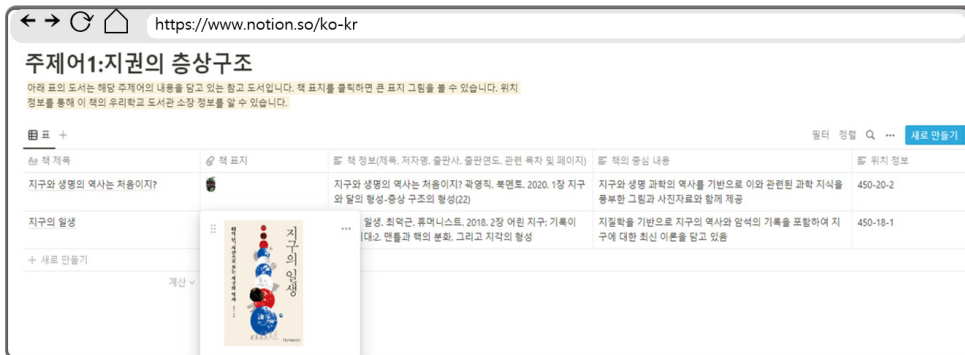 https://www.notion.so/ko-kr
주제어1:지권의 층상구조
아래 표의 도서는 해당 주제어의 내용을 담고 있는 참고 도서입니다. 책 표지를 클릭하면 큰 표지 그림을 볼 수 있습니다. 위치
정보를 통해 이 책의 우리학교 도서관 소장 정보를 알 수 있습니다.
표 +
필터 정렬 ••• 새로 만들기
Aa 책 제목 책 표지 책 정보(제목, 저자명, 출판사, 출판연도, 관련 목차 및 페이지) 책의 중심 내용 위치 정보
지구와 생명의 역사는 처음이지? 지구와 생명의 역사는 처음이지? 곽영직, 북멘토, 2020, 1장 지구 지구와 생명 과학의 역사를 기반으로 이와 관련된 과학 지식을 450-20-2
와 달의 형성-층상 구조의 형성(22) 풍부한 그림과 사진자료와 함께 제공
지구의 일생 일생, 최덕근, 휴머니스트, 2018, 2장 어린 지구: 기록이 지질학을 기반으로 지구의 역사와 암석의 기록을 포함하여 지 450-18-1
대:2. 맨틀과 핵의 분화, 그리고 지각의 형성 구에 대한 최신 이론을 담고 있음
+ 새로 만들기
계산
지구의 일생
Humanist